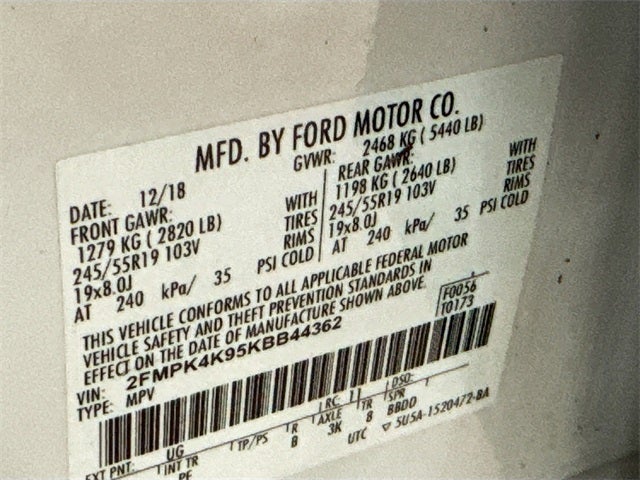 MFD. BY FORD MOTOR CO.
DATE: 12/18
GVWR: 2468 KG ( 5440 LB)
FRONT GAWR:
1279 KG ( 2820 LB) WITH
245/55R19 103V TIRES
19x8.0J RIMS
AT 240 kPa/ 35 PSI COLD
REAR GAWR:
1198 KG ( 2640 LB) WITH
245/55R19 103V TIRES
19x8.0J RIMS
AT 240 kPa/ 35 PSI COLD
THIS VEHICLE CONFORMS TO ALL APPLICABLE FEDERAL MOTOR
VEHICLE SAFETY AND THEFT PREVENTION STANDARDS IN
EFFECT ON THE DATE OF MANUFACTURE SHOWN ABOVE.
F0056
T0173
VIN: 2FMPK4K95KBB44362
TYPE: MPV
RC: DSO:
EXT PNT: UG
INT TR TP/PS R AXLE TR SPR
PE B 3K 8 BBDD
UTC ▽ 5U5A-1520472-BA